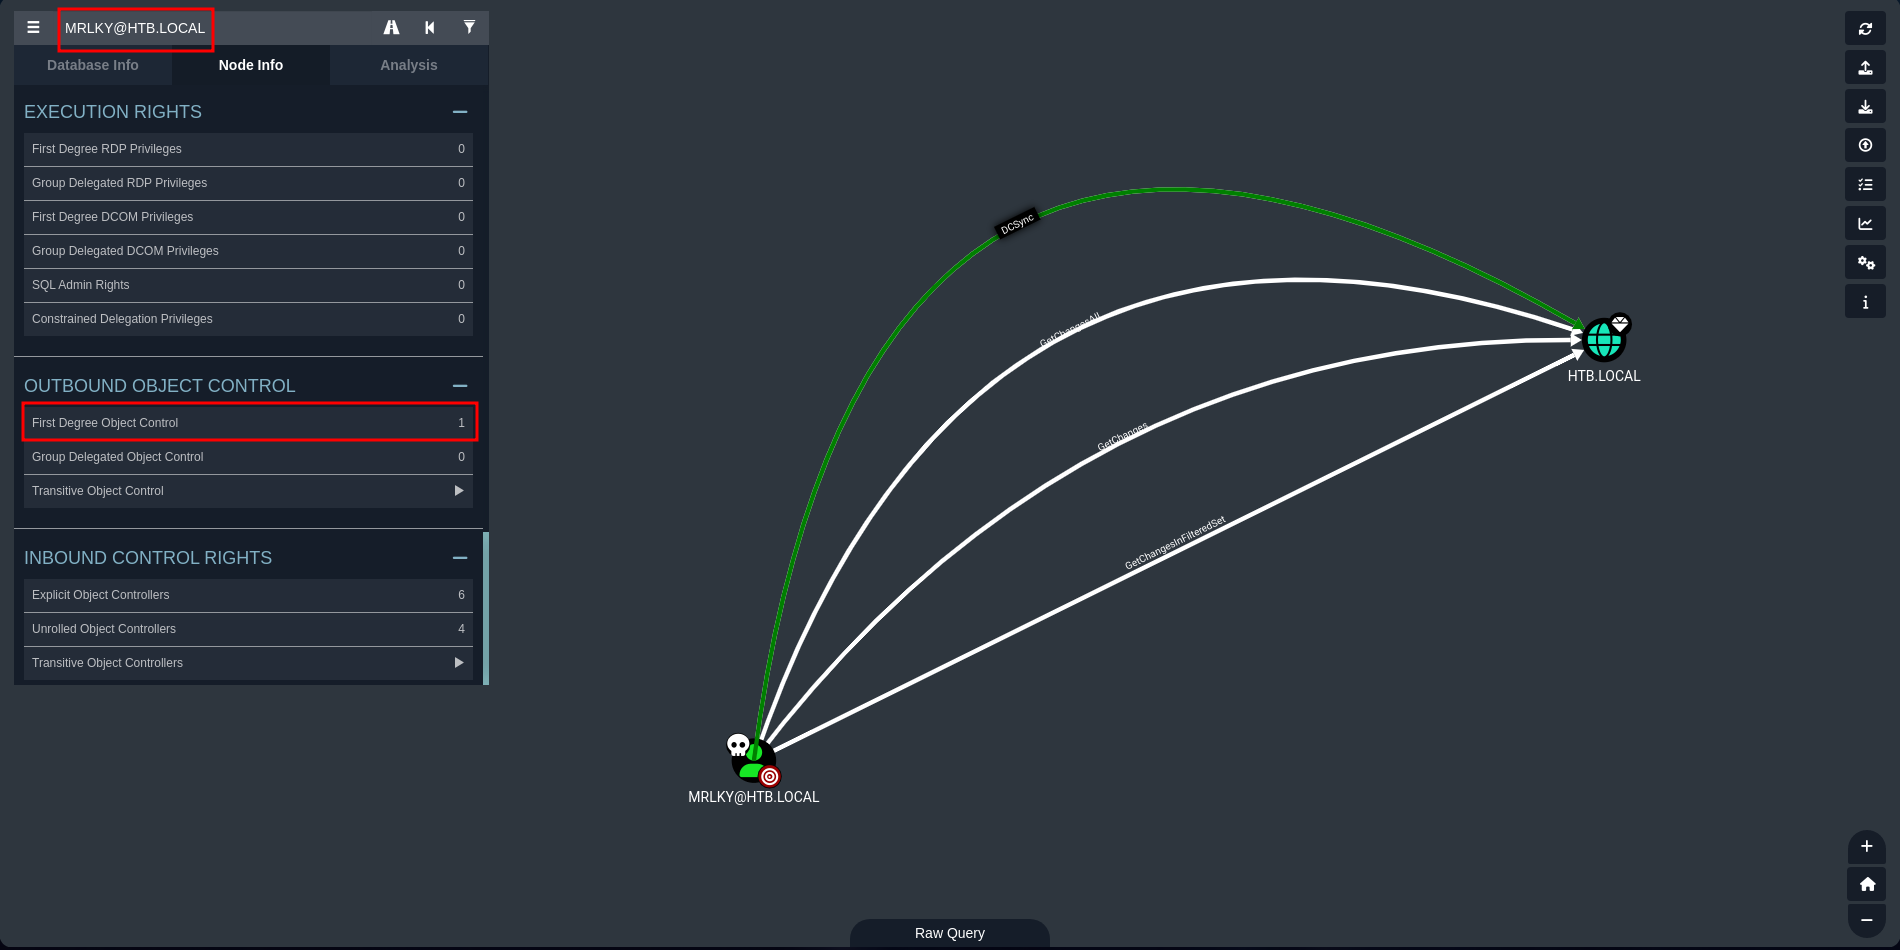 MRLKY@HTB.LOCAL
Database Info
Node Info
Analysis
EXECUTION RIGHTS
First Degree RDP Privileges 0
Group Delegated RDP Privileges 0
First Degree DCOM Privileges 0
Group Delegated DCOM Privileges 0
SQL Admin Rights 0
Constrained Delegation Privileges 0
OUTBOUND OBJECT CONTROL
First Degree Object Control 1
Group Delegated Object Control 0
Transitive Object Control
INBOUND CONTROL RIGHTS
Explicit Object Controllers 6
Unrolled Object Controllers 4
Transitive Object Controllers
DCSync
GetChangesAll
GetChanges
GetChangesInFilteredSet
HTB.LOCAL
MRLKY@HTB.LOCAL
Raw Query